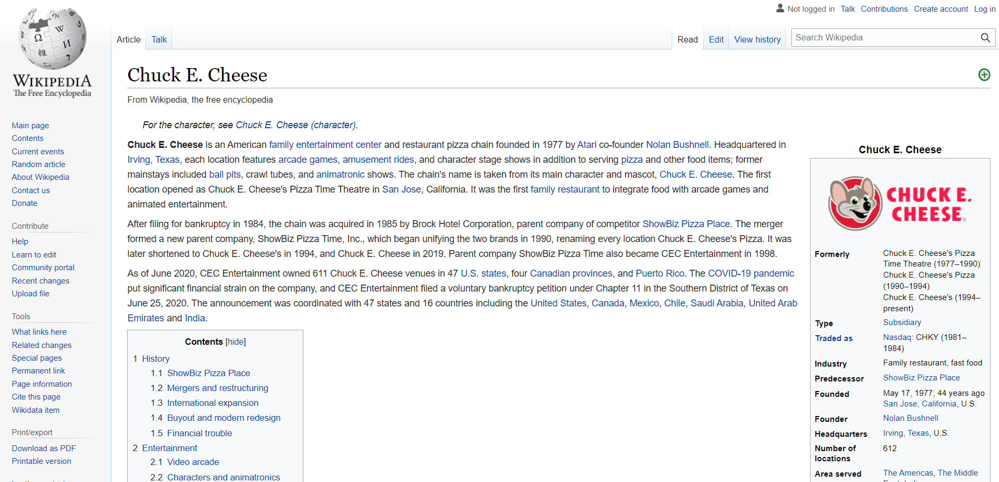 Not logged in Talk Contributions Create account Log in
Article Talk Read Edit View history Search Wikipedia
WIKIPEDIA
The Free Encyclopedia
Main page
Contents
Current events
Random article
About Wikipedia
Contact us
Donate
Contribute
Help
Learn to edit
Community portal
Recent changes
Upload file
Tools
What links here
Related changes
Special pages
Permanent link
Page information
Cite this page
Wikidata item
Print/export
Download as PDF
Printable version
Chuck E. Cheese
From Wikipedia, the free encyclopedia
For the character, see Chuck E. Cheese (character).
Chuck E. Cheese is an American family entertainment center and restaurant pizza chain founded in 1977 by Atari co-founder Nolan Bushnell. Headquartered in
Irving, Texas, each location features arcade games, amusement rides, and character stage shows in addition to serving pizza and other food items; former
mainstays included ball pits, crawl tubes, and animatronic shows. The chain's name is taken from its main character and mascot, Chuck E. Cheese. The first
location opened as Chuck E. Cheese's Pizza Time Theatre in San Jose, California. It was the first family restaurant to integrate food with arcade games and
animated entertainment.
After filing for bankruptcy in 1984, the chain was acquired in 1985 by Brock Hotel Corporation, parent company of competitor ShowBiz Pizza Place. The merger
formed a new parent company, ShowBiz Pizza Time, Inc., which began unifying the two brands in 1990, renaming every location Chuck E. Cheese's Pizza. It was
later shortened to Chuck E. Cheese's in 1994, and Chuck E. Cheese in 2019. Parent company ShowBiz Pizza Time also became CEC Entertainment in 1998.
As of June 2020, CEC Entertainment owned 611 Chuck E. Cheese venues in 47 U.S. states, four Canadian provinces, and Puerto Rico. The COVID-19 pandemic
put significant financial strain on the company, and CEC Entertainment filed a voluntary bankruptcy petition under Chapter 11 in the Southern District of Texas on
June 25, 2020. The announcement was coordinated with 47 states and 16 countries including the United States, Canada, Mexico, Chile, Saudi Arabia, United Arab
Emirates and India.
Contents [hide]
1 History
1.1 ShowBiz Pizza Place
1.2 Mergers and restructuring
1.3 International expansion
1.4 Buyout and modern redesign
1.5 Financial trouble
2 Entertainment
2.1 Video arcade
2.2 Characters and animatronics
Chuck E. Cheese
CHUCK E.
CHEESE®
Formerly Chuck E. Cheese's Pizza
Time Theatre (1977–1990)
Chuck E. Cheese's Pizza
(1990–1994)
Chuck E. Cheese's (1994–
present)
Type Subsidiary
Traded as Nasdaq: CHKY (1981–
1984)
Industry Family restaurant, fast food
Predecessor ShowBiz Pizza Place
Founded May 17, 1977; 44 years ago
San Jose, California, U.S.
Founder Nolan Bushnell
Headquarters Irving, Texas, U.S.
Number of
locations 612
Area served The Americas, The Middle